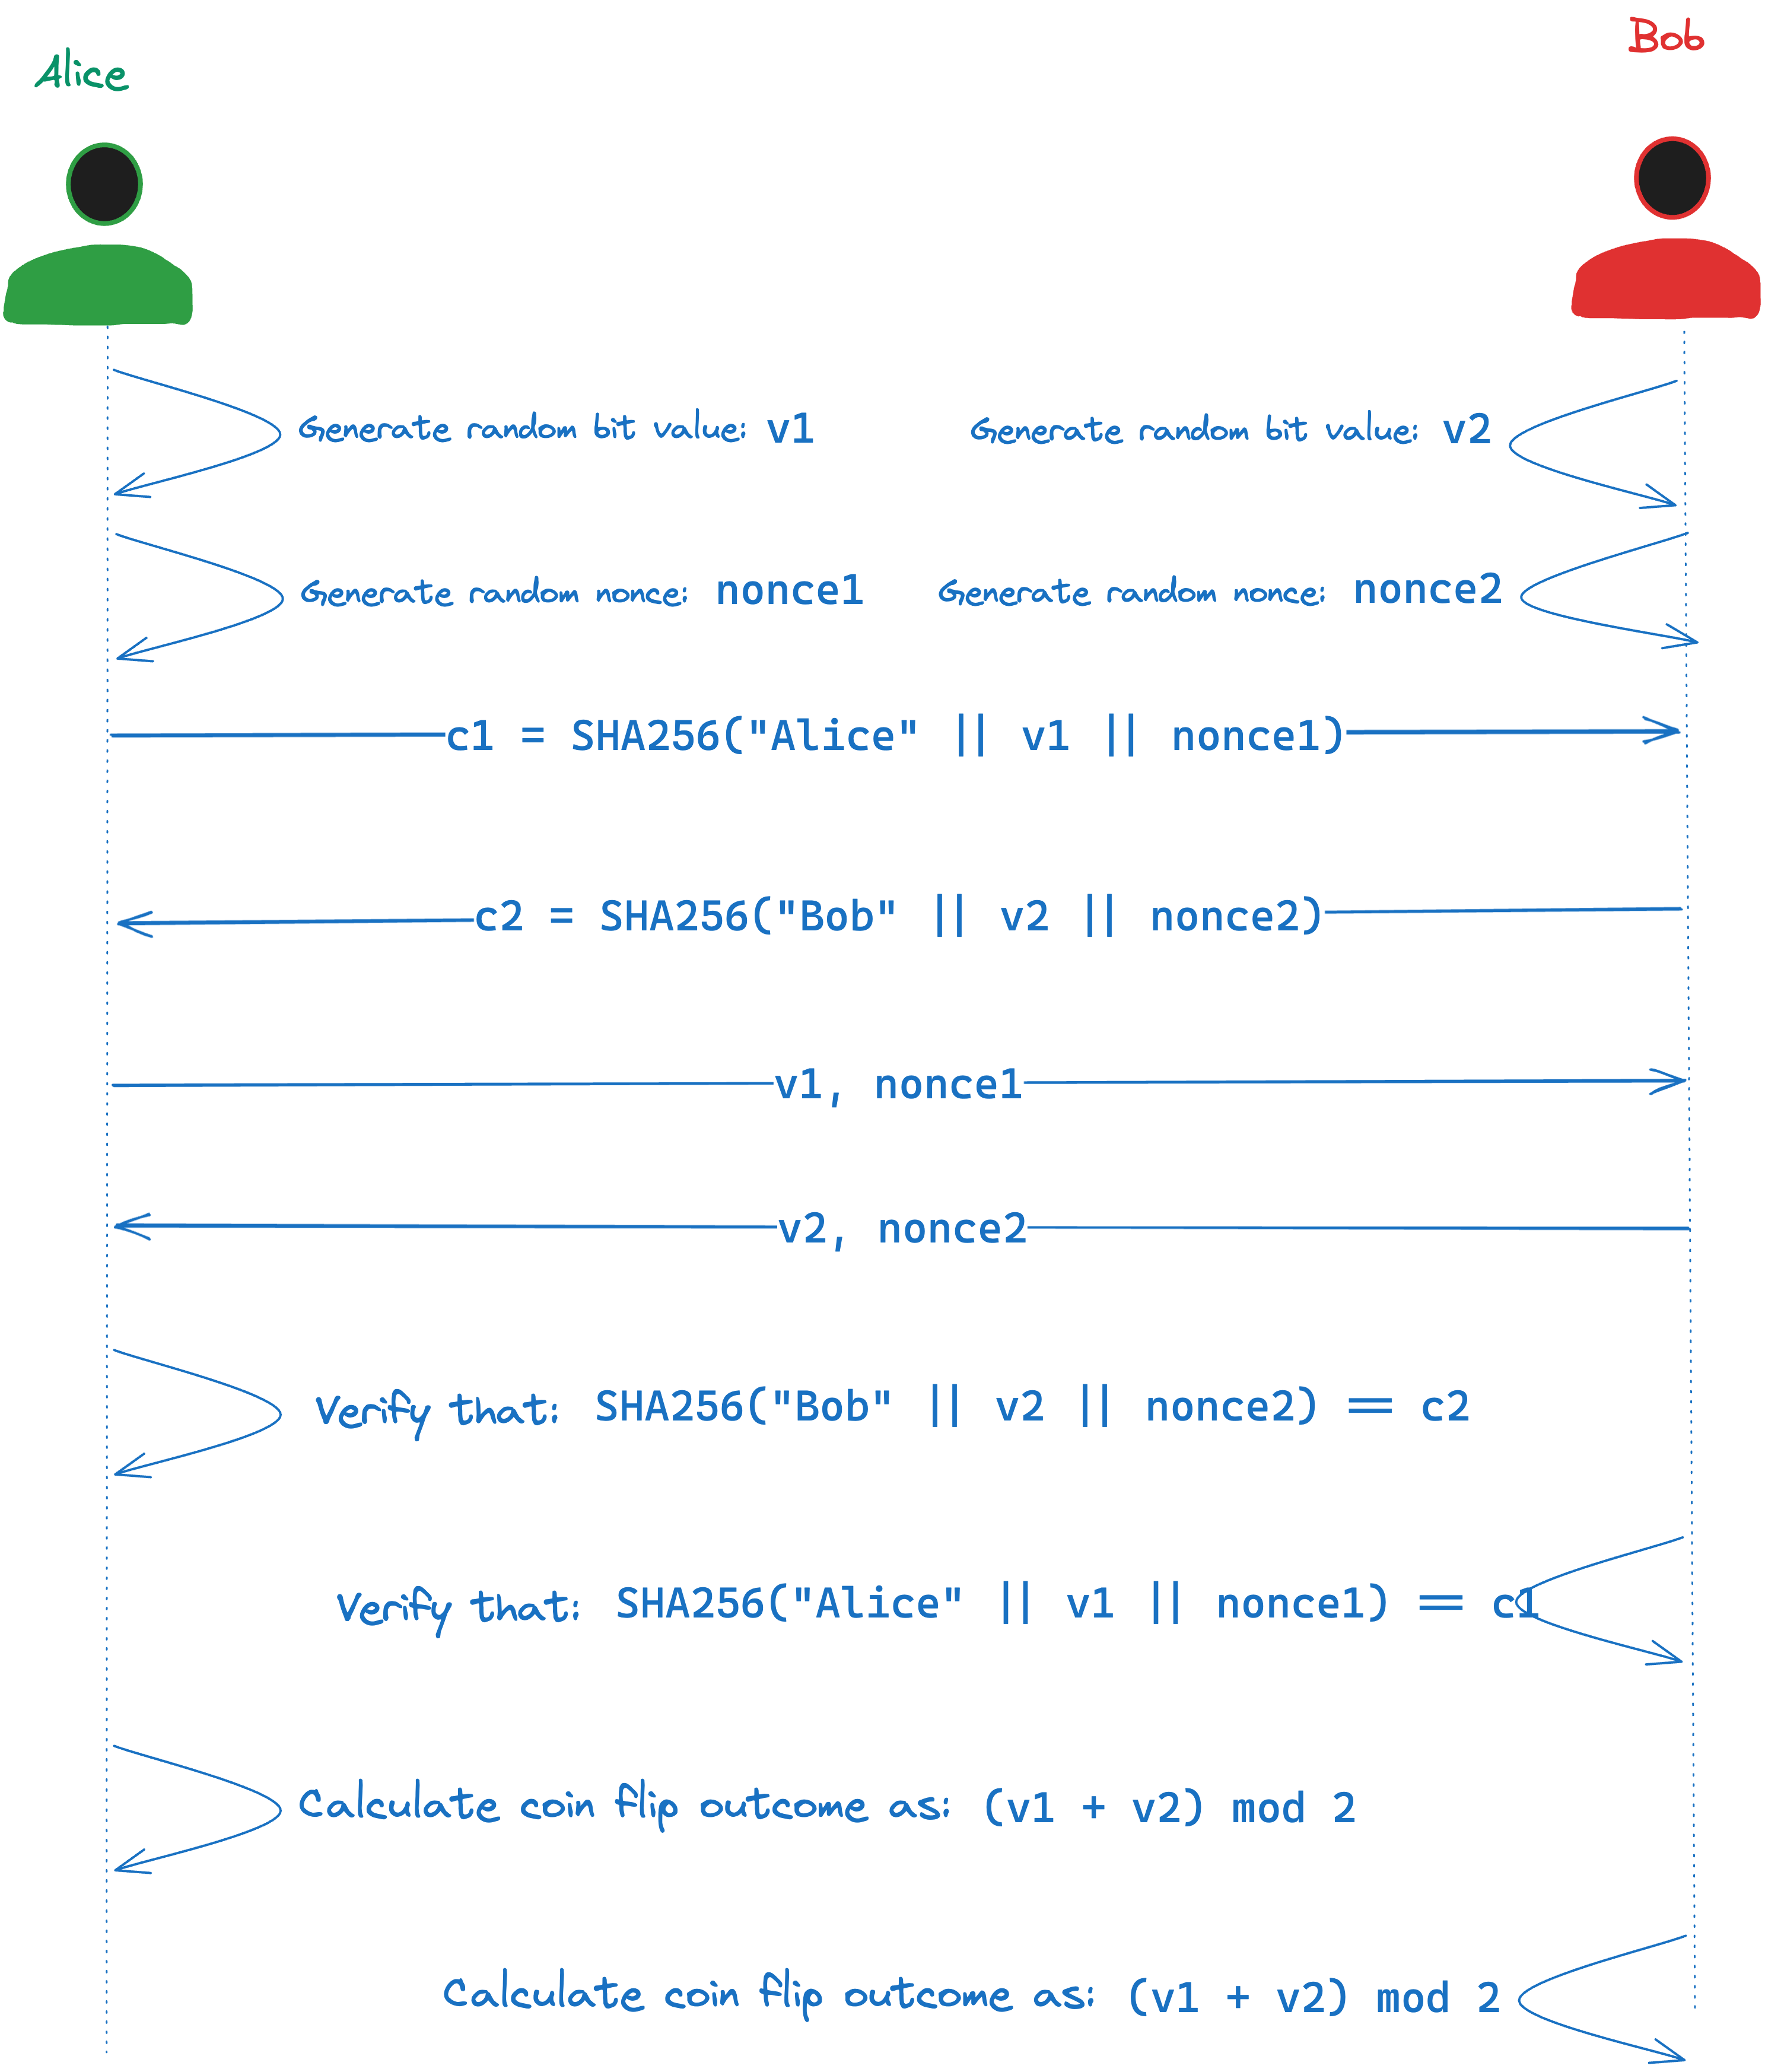 Alice
Bob
Generate random bit value: v1
Generate random bit value: v2
Generate random nonce: nonce1
Generate random nonce: nonce2
c1 = SHA256("Alice" || v1 || nonce1)
c2 = SHA256("Bob" || v2 || nonce2)
v1, nonce1
v2, nonce2
Verify that: SHA256("Bob" || v2 || nonce2) == c2
Verify that: SHA256("Alice" || v1 || nonce1) == c1
Calculate coin flip outcome as: (v1 + v2) mod 2
Calculate coin flip outcome as: (v1 + v2) mod 2